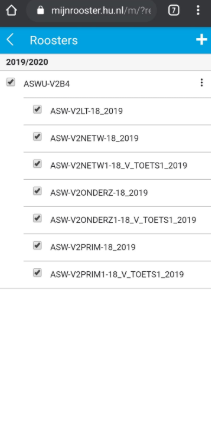 mijnrooster.hu.nl/m/?re
7
Roosters
2019/2020
ASWU-V2B4
ASW-V2LT-18_2019
ASW-V2NETW-18_2019
ASW-V2NETW1-18_V_TOETS1_2019
ASW-V2ONDERZ-18_2019
ASW-V2ONDERZ1-18_V_TOETS1_2019
ASW-V2PRIM-18_2019
ASW-V2PRIM1-18_V_TOETS1_2019